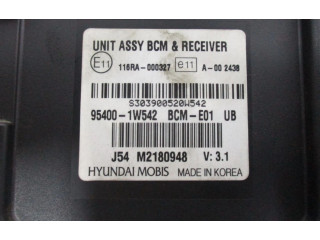 UNIT ASSY BCM & RECEIVER
E11 116RA-000327 e11 A-00 2438
S303900520W542
95400-1W542 BCM-E01 UB
J54 M2180948 V: 3.1
HYUNDAI MOBIS MADE IN KOREA